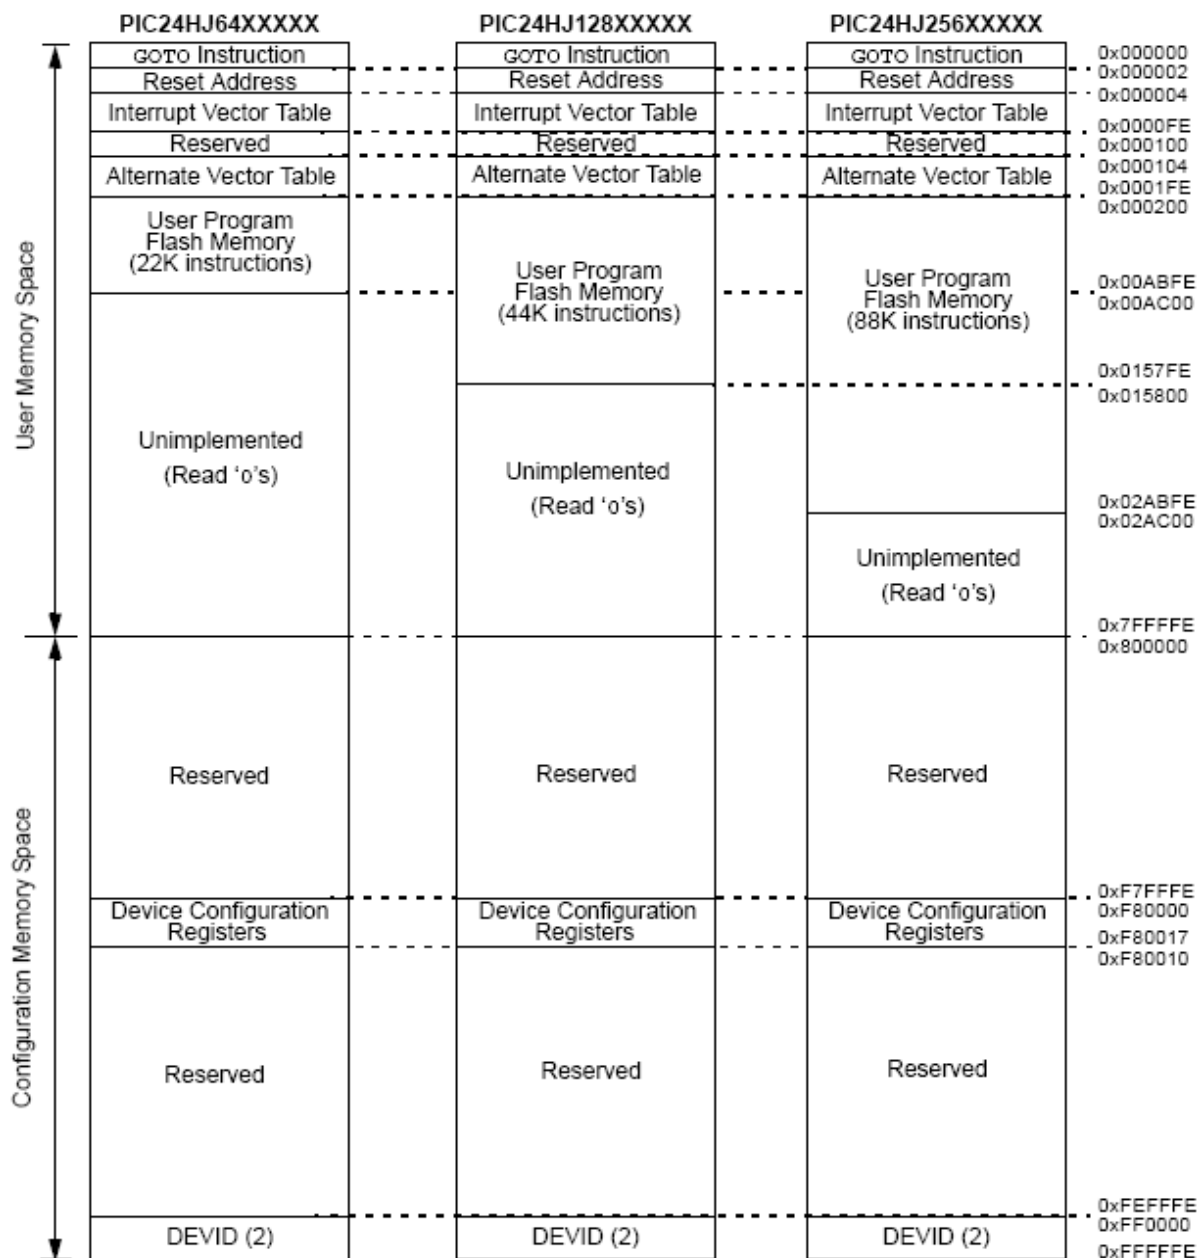 PIC24HJ64XXXXX PIC24HJ128XXXXX PIC24HJ256XXXXX
GOTO Instruction GOTO Instruction GOTO Instruction 0x000000
0x000002
Reset Address Reset Address Reset Address
0x000004
Interrupt Vector Table Interrupt Vector Table Interrupt Vector Table
0x0000FE
Reserved Reserved Reserved 0x000100
0x000104
Alternate Vector Table Alternate Vector Table Alternate Vector Table
0x0001FE
0x000200
User Program
Flash Memory
(22K instructions)
User Program
Flash Memory
(44K instructions)
User Program
Flash Memory
(88K instructions)
0x00ABFE
0x00AC00
0x0157FE
0x015800
User Memory Space
Unimplemented
(Read ‘o’s)
Unimplemented
(Read ‘o’s)
0x02ABFE
0x02AC00
Unimplemented
(Read ‘o’s)
0x7FFFFE
0x800000
Reserved Reserved Reserved
Configuration Memory Space
0xF7FFFE
Device Configuration
Registers
Device Configuration
Registers
Device Configuration
Registers
0xF80000
0xF80017
0xF80010
Reserved Reserved Reserved
0xFEFFFE
0xFF0000
DEVID (2) DEVID (2) DEVID (2)
0xFFFFFE